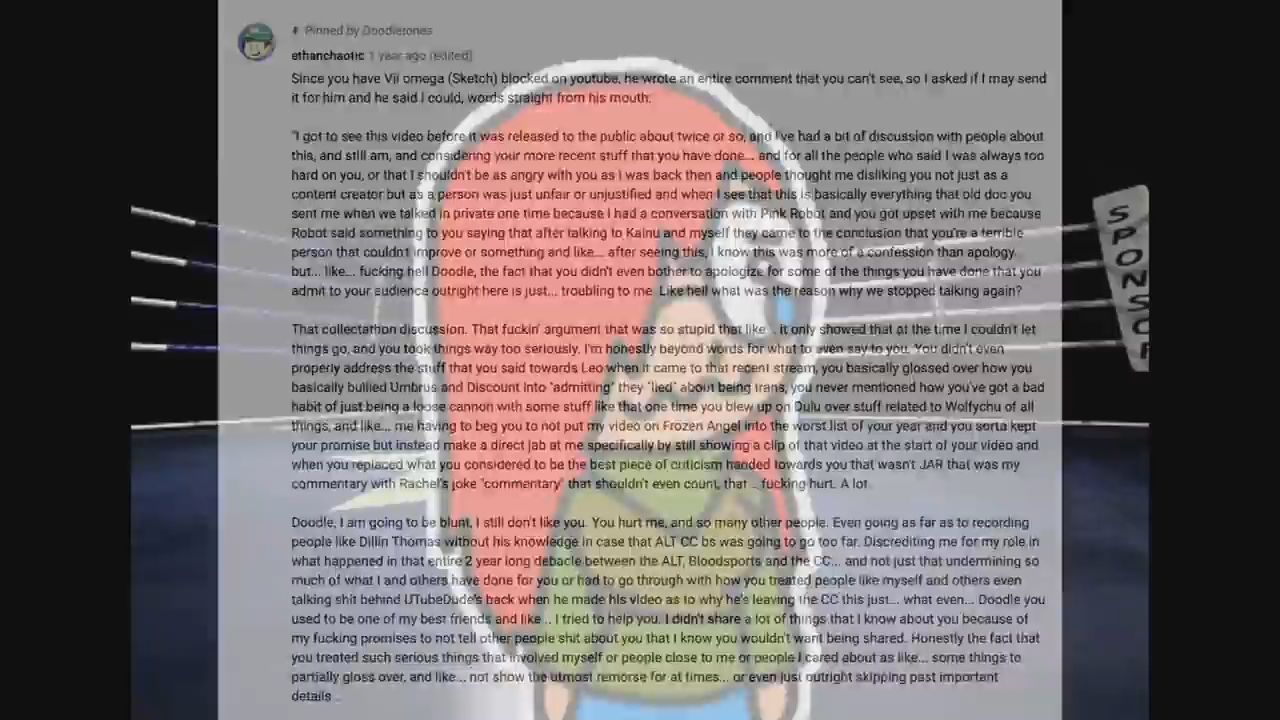 Pinned by Doodletones
ethanchaotic 1 year ago (edited)
Since you have Vii omega (Sketch) blocked on youtube, he wrote an entire comment that you can't see, so I asked if I may send
it for him and he said I could, words straight from his mouth:
"I got to see this video before it was released to the public about twice or so, and I've had a bit of discussion with people about
this, and still am, and considering your more recent stuff that you have done... and for all the people who said I was always too
hard on you, or that I shouldn't be as angry with you as I was back then and people thought me disliking you not just as a
content creator but as a person was just unfair or unjustified and when I see that this is basically everything that old doc you
sent me when we talked in private one time because I had a conversation with Pink Robot and you got upset with me because
Robot said something to you saying that after talking to Kainu and myself they came to the conclusion that you're a terrible
person that couldn't improve or something and like... after seeing this, I know this was more of a confession than apology.
but... like... fucking hell Doodle, the fact that you didn't even bother to apologize for some of the things you have done that you
admit to your audience outright here is just... troubling to me. Like hell what was the reason why we stopped talking again?
That collectathon discussion. That fuckin' argument that was so stupid that like... it only showed that at the time I couldn't let
things go, and you took things way too seriously. I'm honestly beyond words for what to even say to you. You didn't even
properly address the stuff that you said towards Leo when it came to that recent stream, you basically glossed over how you
basically bullied Umbrus and Discount into "admitting" they "lied" about being trans, you never mentioned how you've got a bad
habit of just being a loose cannon with some stuff like that one time you blew up on Dulu over stuff related to Wolfychu of all
things, and like... me having to beg you to not put my video on Frozen Angel into the worst list of your year and you sorta kept
your promise but instead make a direct jab at me specifically by still showing a clip of that video at the start of your video and
when you replaced what you considered to be the best piece of criticism handed towards you that wasn't JAR that was my
commentary with Rachel's joke "commentary" that shouldn't even count, that... fucking hurt. A lot.
Doodle, I am going to be blunt, I still don't like you. You hurt me, and so many other people. Even going as far as to recording
people like Dillin Thomas without his knowledge in case that ALT CC bs was going to go too far. Discrediting me for my role in
what happened in that entire 2 year long debacle between the ALT, Bloodsports and the CC... and not just that undermining so
much of what I and others have done for you or had to go through with how you treated people like myself and others even
talking shit behind UTubeDude's back when he made his video as to why he's leaving the CC this just... what even... Doodle you
used to be one of my best friends and like... I tried to help you. I didn't share a lot of things that I know about you because of
my fucking promises to not tell other people shit about you that I know you wouldn't want being shared. Honestly the fact that
you treated such serious things that involved myself or people close to me or people I cared about as like... some things to
partially gloss over, and like... not show the utmost remorse for at times... or even just outright skipping past important
details...
SPONSOR